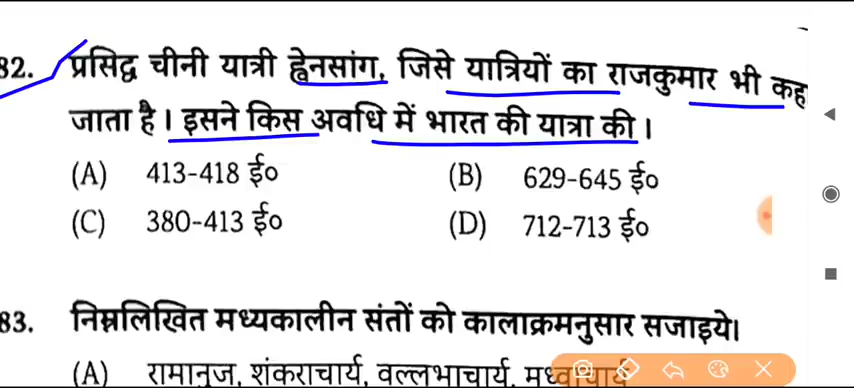 82. प्रसिद्ध चीनी यात्री ह्वेनसांग, जिसे यात्रियों का राजकुमार भी कह
जाता है। इसने किस अवधि में भारत की यात्रा की।
(A) 413-418 ई० (B) 629-645 ई०
(C) 380-413 ई० (D) 712-713 ई०
83. निम्नलिखित मध्यकालीन संतों को कालाक्रमनुसार सजाइये।
(A) रामानुज, शंकराचार्य, वल्लभाचार्य, मध्वाचार्य